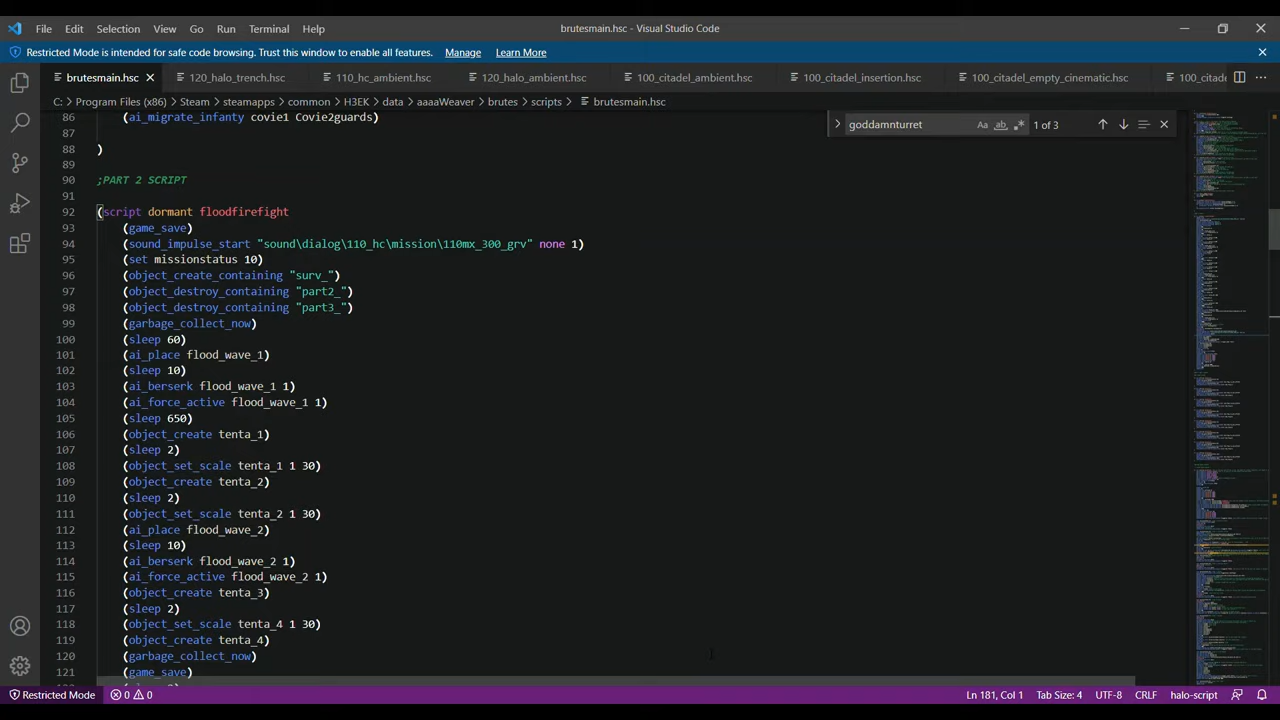 File Edit Selection View Go Run Terminal Help brutesmain.hsc - Visual Studio Code
Restricted Mode is intended for safe code browsing. Trust this window to enable all features. Manage Learn More
brutesmain.hsc 120_halo_trench.hsc 110_hc_ambient.hsc 120_halo_ambient.hsc 100_citadel_ambient.hsc 100_citadel_insertion.hsc 100_citadel_empty_cinematic.hsc 100_citade
C: > Program Files (x86) > Steam > steamapps > common > H3EK > data > aaaaWeaver > brutes > scripts > brutesmain.hsc
goddamnturret Aa ab 1 of 3
86 (ai_migrate_infanty covie1 Covie2guards)
87
88 )
89
90 ;PART 2 SCRIPT
91
92 (script dormant floodfirefight
93 (game_save)
94 (sound_impulse_start "sound\dialog\110_hc\mission\110mx_300_grv" none 1)
95 (set missionstatus 10)
96 (object_create_containing "surv_")
97 (object_destroy_containing "part2_")
98 (object_destroy_containing "part3_")
99 (garbage_collect_now)
100 (sleep 60)
101 (ai_place flood_wave_1)
102 (sleep 10)
103 (ai_berserk flood_wave_1 1)
104 (ai_force_active flood_wave_1 1)
105 (sleep 650)
106 (object_create tenta_1)
107 (sleep 2)
108 (object_set_scale tenta_1 1 30)
109 (object_create tenta_2)
110 (sleep 2)
111 (object_set_scale tenta_2 1 30)
112 (ai_place flood_wave_2)
113 (sleep 10)
114 (ai_berserk flood_wave_2 1)
115 (ai_force_active flood_wave_2 1)
116 (object_create tenta_3)
117 (sleep 2)
118 (object_set_scale tenta_4 1 30)
119 (object_create tenta_4)
120 (garbage_collect_now)
121 (game_save)
Restricted Mode 0 0 Ln 181, Col 1 Tab Size: 4 UTF-8 CRLF halo-script